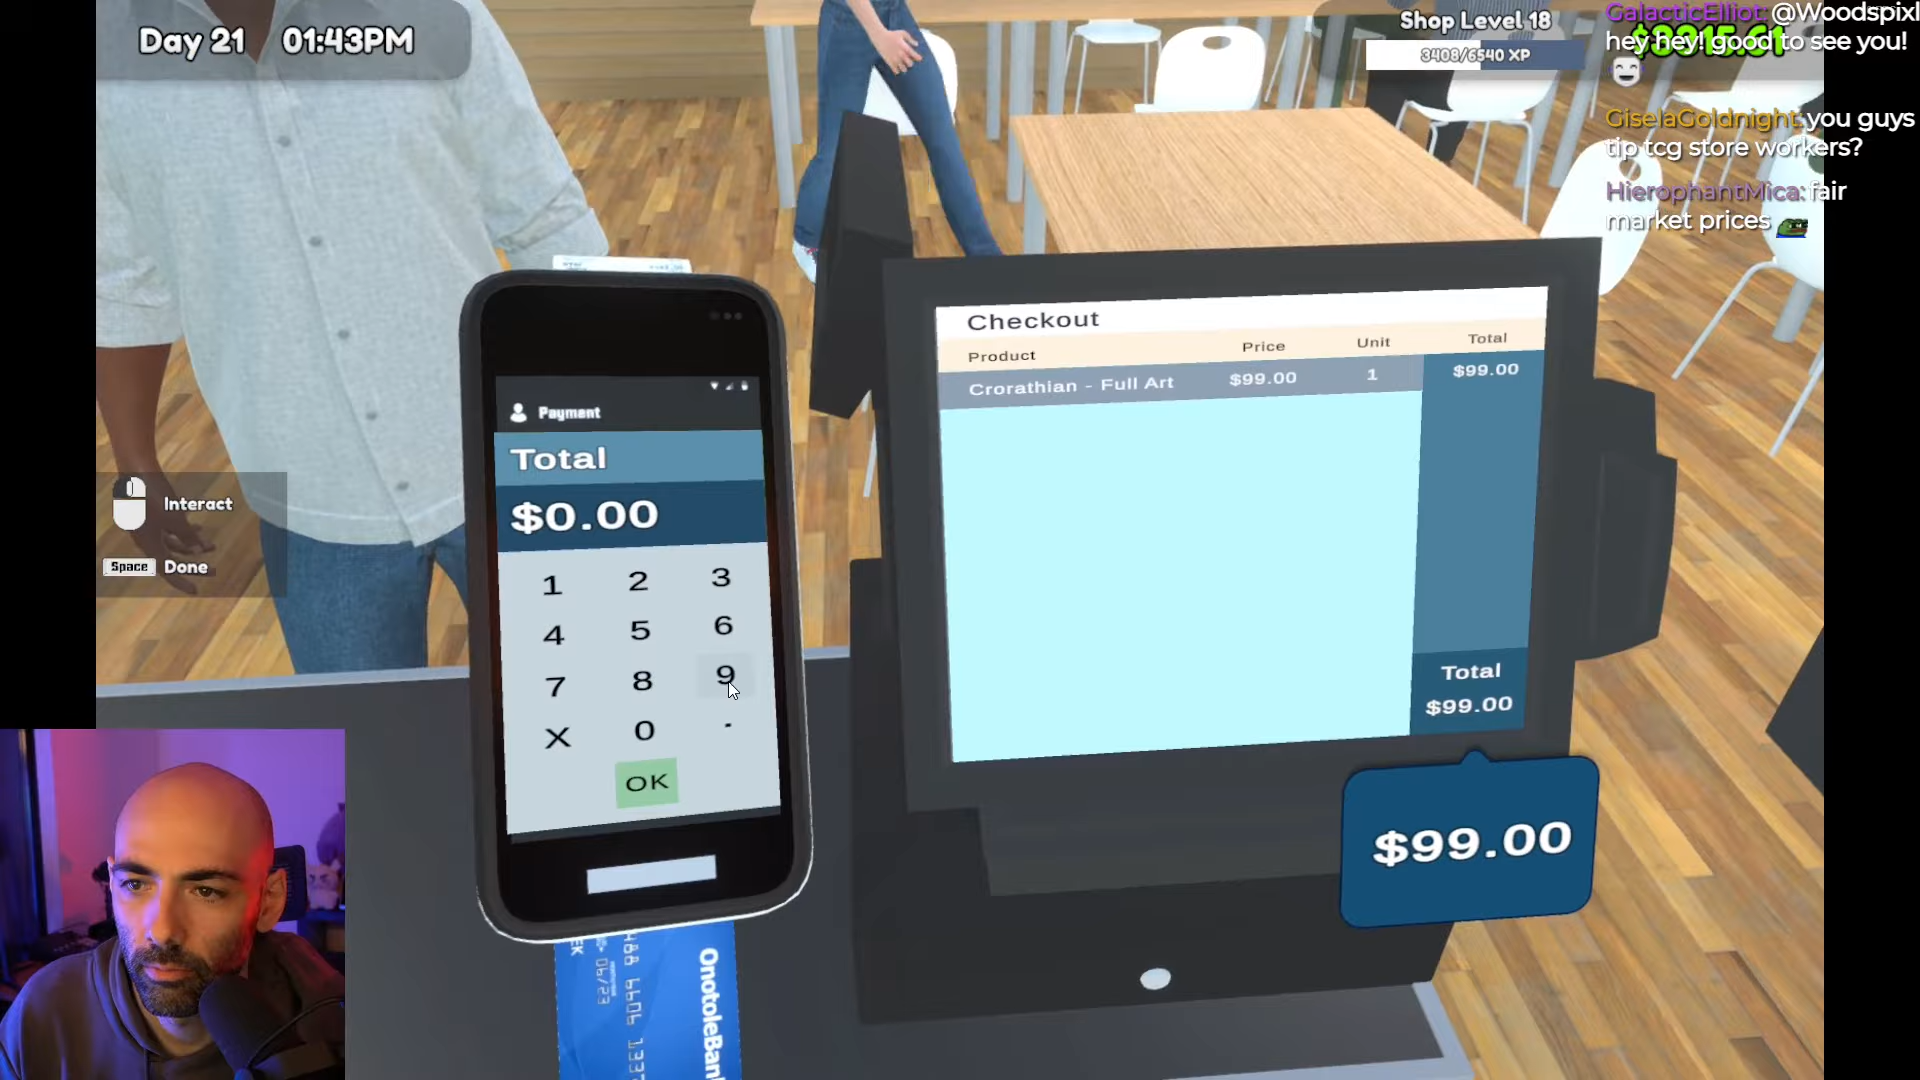 Day 21 01:43PM
Shop Level 18
3408/6540 XP
GalacticElliot: @Woodspixl
hey hey! good to see you!
GiselaGoldnight: you guys
tip tcg store workers?
HierophantMica: fair
market prices
Interact
Space Done
Payment
Total
$0.00
1 2 3
4 5 6
7 8 9
X 0 .
OK
Checkout
Product Price Unit Total
Crorathian - Full Art $99.00 1 $99.00
Total
$99.00
$99.00
OnotoleBan